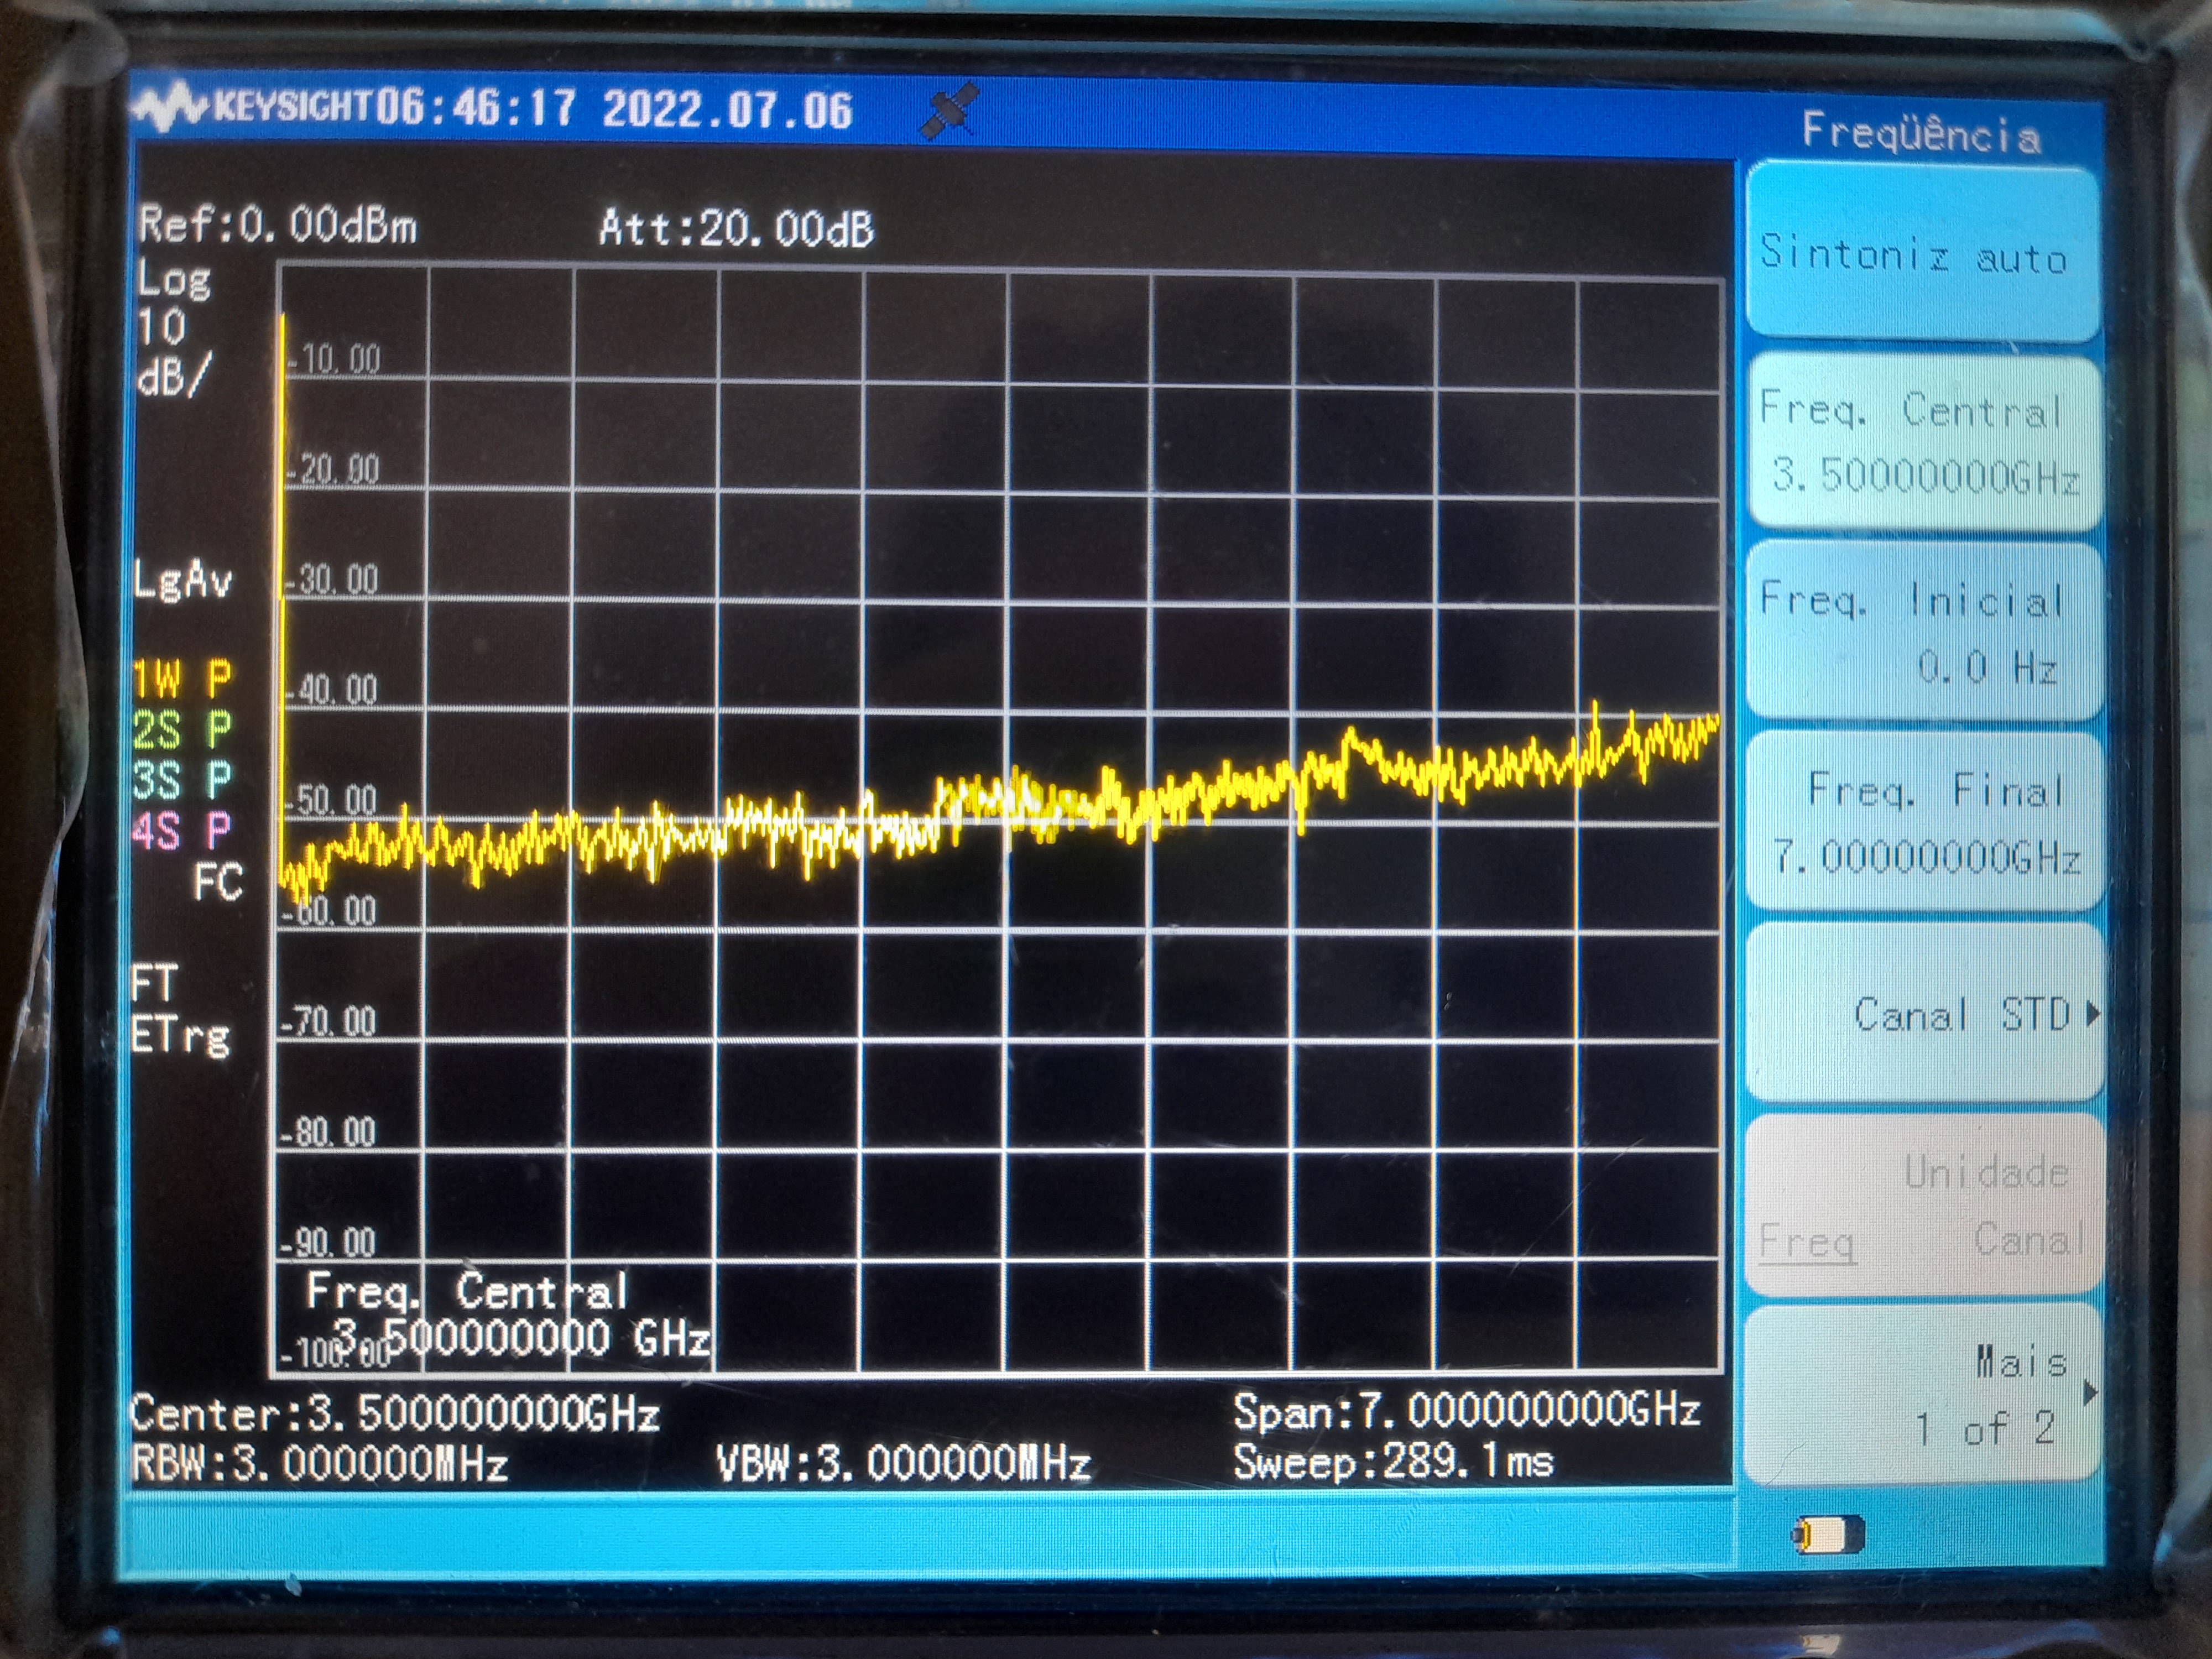 KEYSIGHT 06:46:17 2022.07.06
Freqüência
Ref:0.00dBm Att:20.00dB
Log
10
dB/
LgAv
1W P
2S P
3S P
4S P
FC
FT
ETrg
-10.00
-20.00
-30.00
-40.00
-50.00
-60.00
-70.00
-80.00
-90.00
-100.00
Freq. Central
3.500000000 GHz
Center:3.500000000GHz Span:7.000000000GHz
RBW:3.000000MHz VBW:3.000000MHz Sweep:289.1ms
Sintoniz auto
Freq. Central
3.50000000GHz
Freq. Inicial
0.0 Hz
Freq. Final
7.00000000GHz
Canal STD
Unidade
Freq Canal
Mais
1 of 2